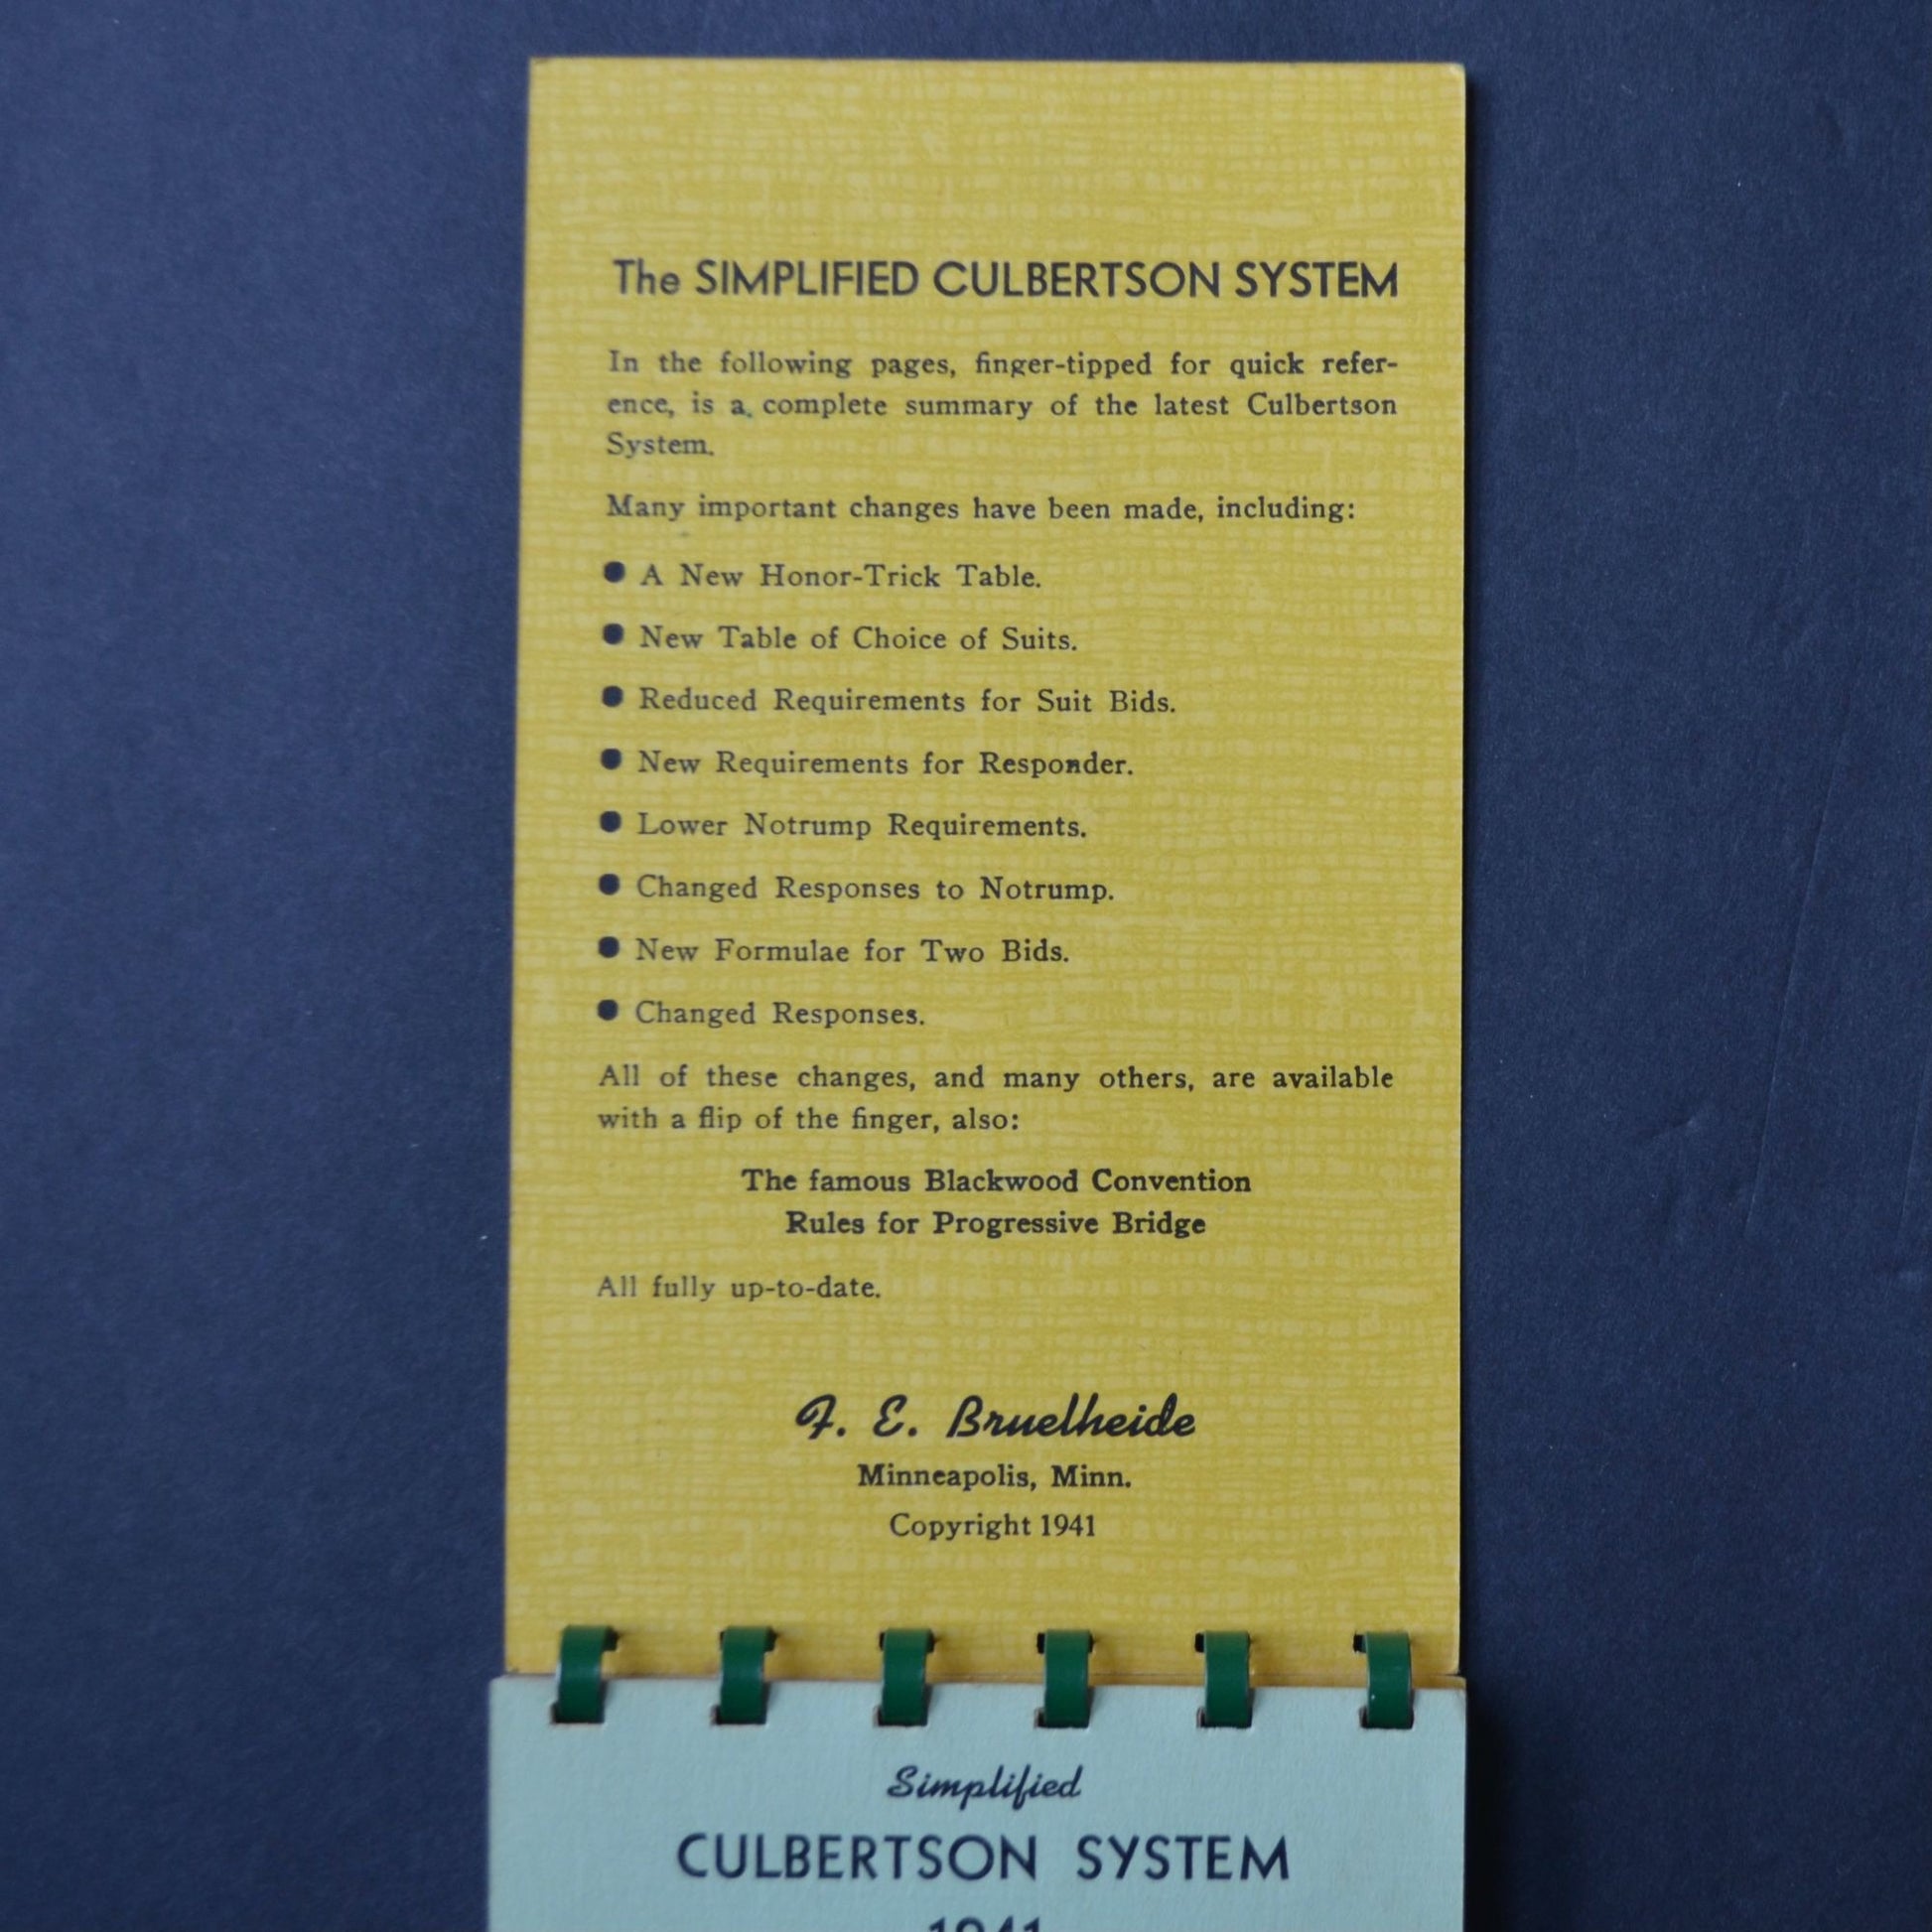 The SIMPLIFIED CULBERTSON SYSTEM
In the following pages, finger-tipped for quick refer-
ence, is a complete summary of the latest Culbertson
System.
Many important changes have been made, including:
● A New Honor-Trick Table.
● New Table of Choice of Suits.
● Reduced Requirements for Suit Bids.
● New Requirements for Responder.
● Lower Notrump Requirements.
● Changed Responses to Notrump.
● New Formulae for Two Bids.
● Changed Responses.
All of these changes, and many others, are available
with a flip of the finger, also:
The famous Blackwood Convention
Rules for Progressive Bridge
All fully up-to-date.
F. E. Bruelheide
Minneapolis, Minn.
Copyright 1941
Simplified
CULBERTSON SYSTEM
1941